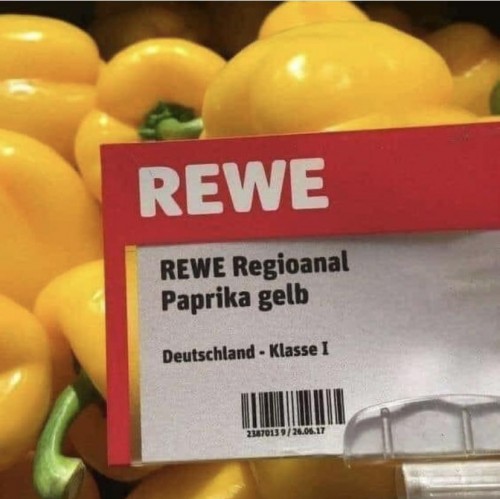 REWE
REWE Regioanal
Paprika gelb
Deutschland - Klasse I
2387013 9 / 26.06.17